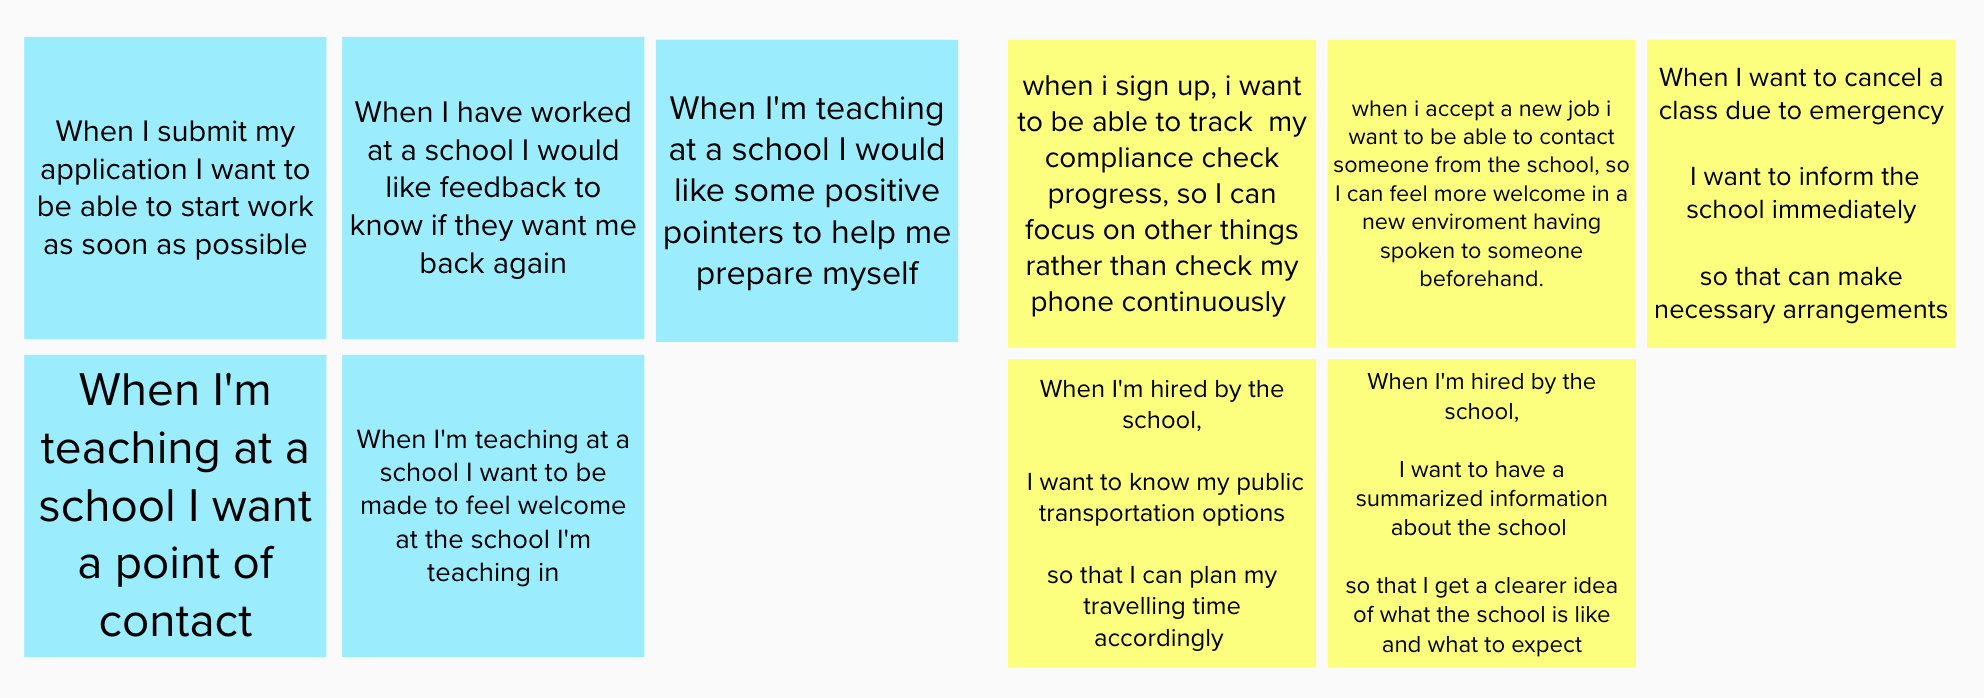 When I submit my
application I want to
be able to start work
as soon as possible
When I have worked
at a school I would
like feedback to
know if they want me
back again
When I'm teaching
at a school I would
like some positive
pointers to help me
prepare myself
When I'm
teaching at a
school I want
a point of
contact
When I'm teaching at a
school I want to be
made to feel welcome
at the school I'm
teaching in
when i sign up, i want
to be able to track  my
compliance check
progress, so I can
focus on other things
rather than check my
phone continuously
when i accept a new job i
want to be able to contact
someone from the school, so
I can feel more welcome in a
new enviroment having
spoken to someone
beforehand.
When I want to cancel a
class due to emergency
I want to inform the
school immediately
so that can make
necessary arrangements
When I'm hired by the
school,
I want to know my public
transportation options
so that I can plan my
travelling time
accordingly
When I'm hired by the
school,
I want to have a
summarized information
about the school
so that I get a clearer idea
of what the school is like
and what to expect